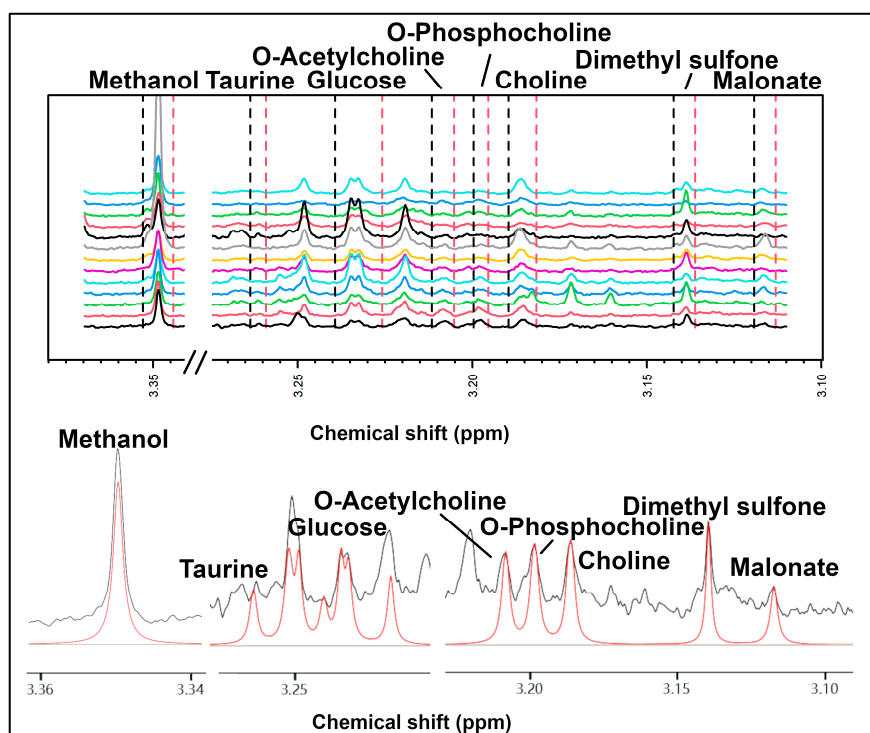 O-Phosphocholine
O-Acetylcholine
Dimethyl sulfone
Methanol Taurine Glucose Choline Malonate
3.35 3.25 3.20 3.15 3.10
Chemical shift (ppm)
Methanol
O-Acetylcholine
Dimethyl sulfone
Glucose
O-Phosphocholine
Choline
Taurine
Malonate
3.36 3.34 3.25 3.20 3.15 3.10
Chemical shift (ppm)